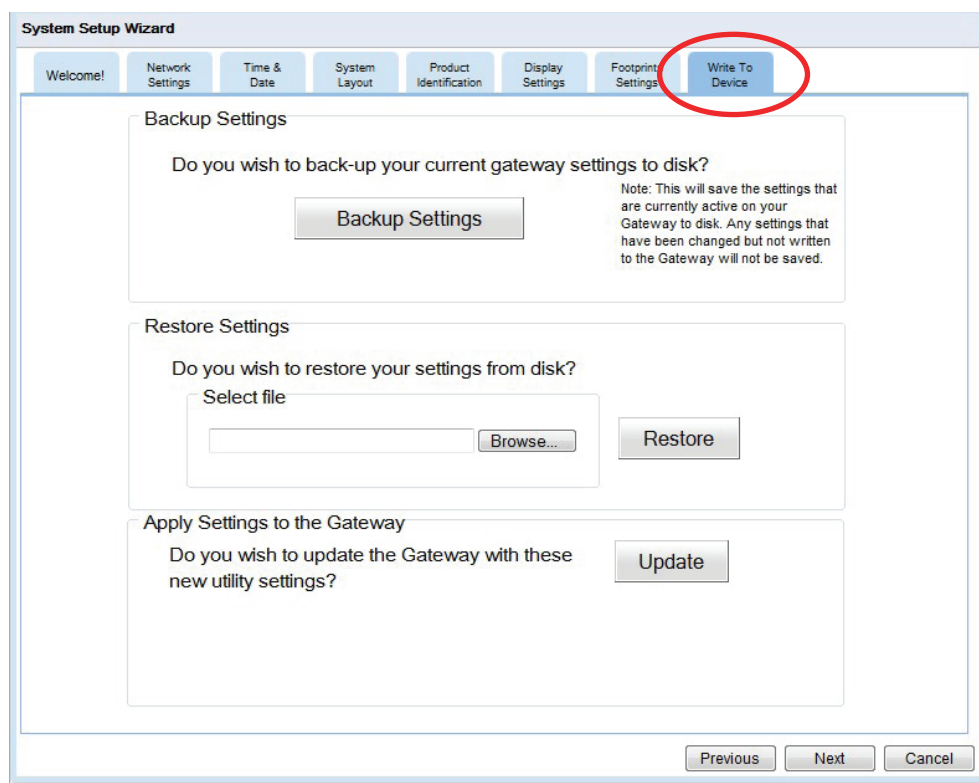 System Setup Wizard
Welcome!
Network
Settings
Time &
Date
System
Layout
Product
Identification
Display
Settings
Footprints
Settings
Write To
Device
Backup Settings
Do you wish to back-up your current gateway settings to disk?
Backup Settings
Note: This will save the settings that
are currently active on your
Gateway to disk. Any settings that
have been changed but not written
to the Gateway will not be saved.
Restore Settings
Do you wish to restore your settings from disk?
Select file
Browse...
Restore
Apply Settings to the Gateway
Do you wish to update the Gateway with these
new utility settings?
Update
Previous
Next
Cancel